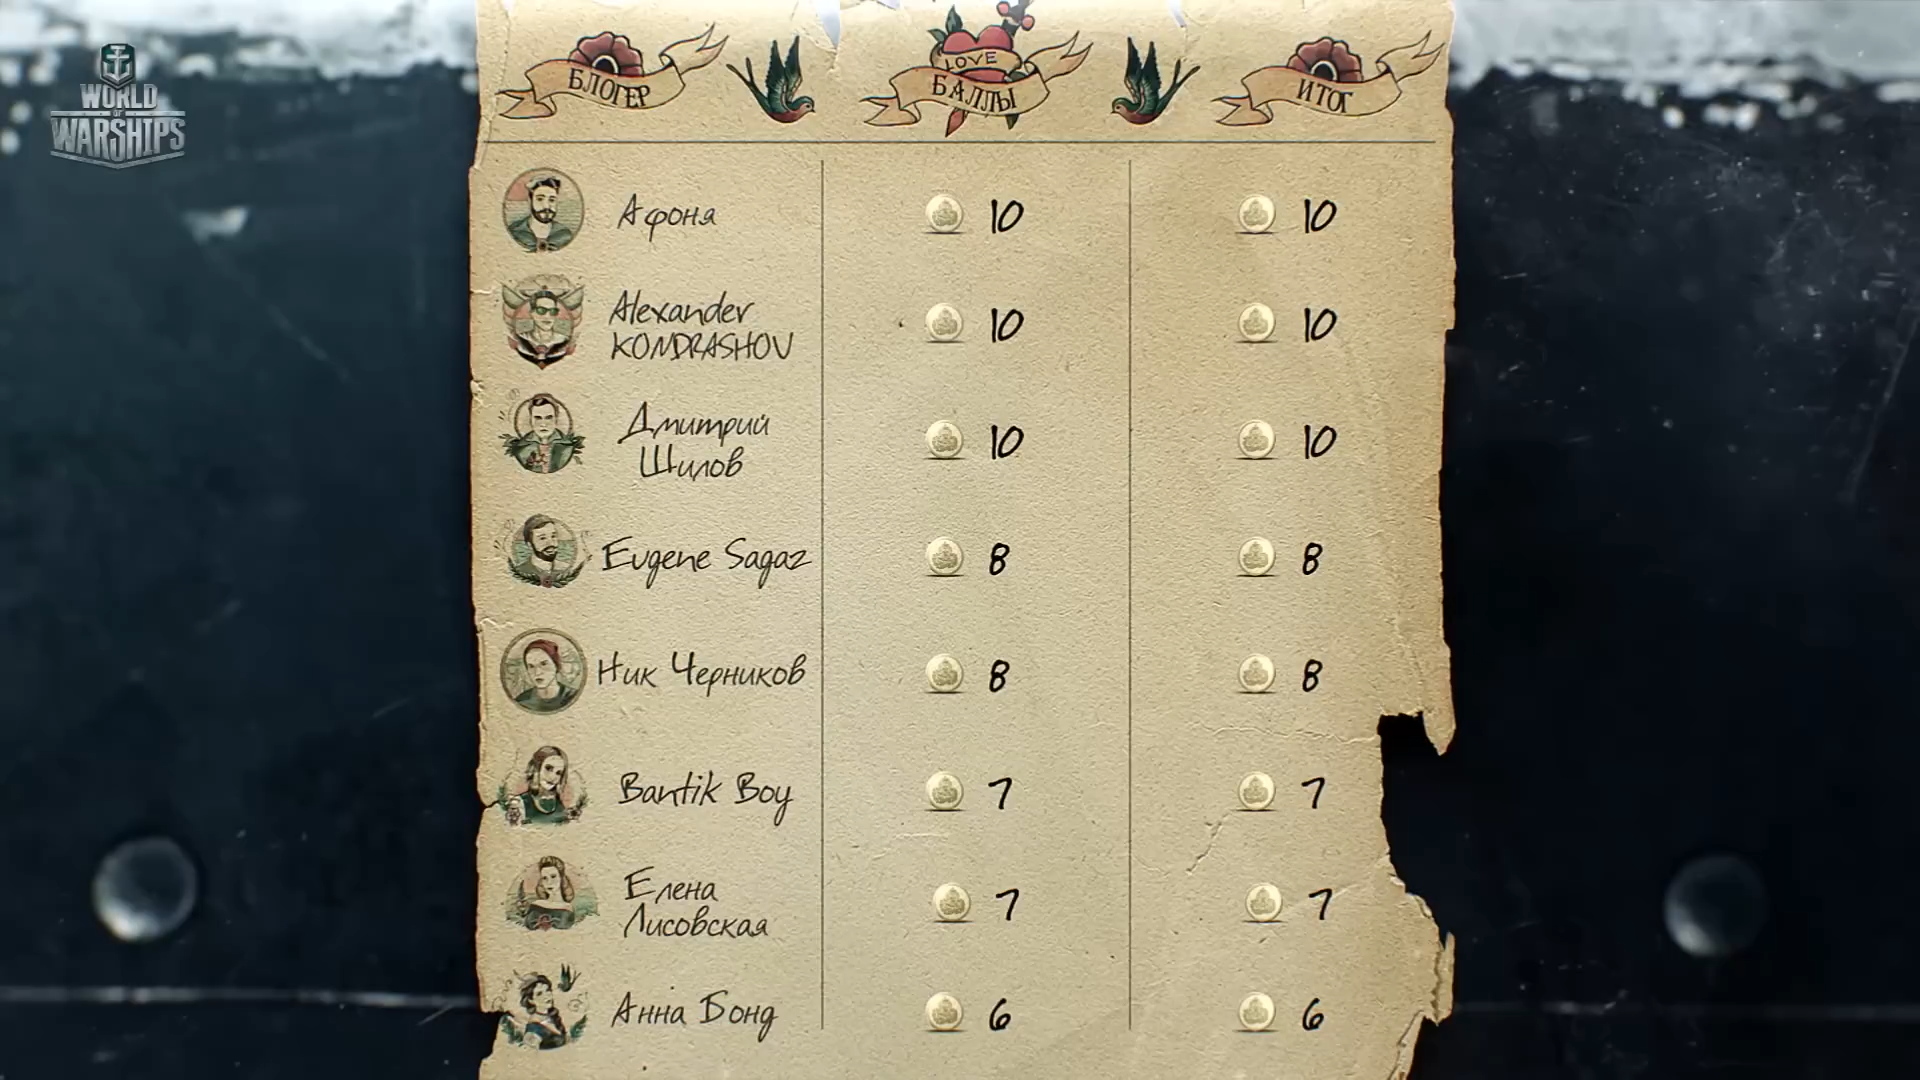 WORLD
OF
WARSHIPS
БЛОГЕР
LOVE
БАЛЛЫ
ИТОГ
Афоня 10 10
Alexander
KONDRASHOV 10 10
Дмитрий
Шилов 10 10
Eugene Sagaz 8 8
Ник Черников 8 8
Bantik Boy 7 7
Елена
Лисовская 7 7
Анна Бонд 6 6